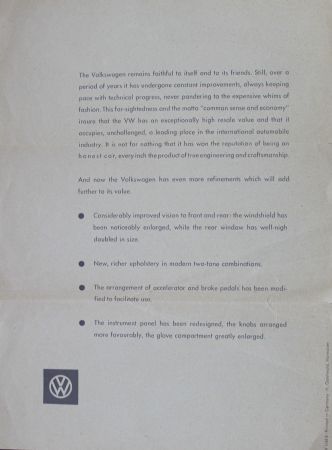 The Volkswagen remains faithful to itself and to its friends. Still, over a
period of years it has undergone constant improvements, always keeping
pace with technical progress, never pandering to the expensive whims of
fashion. This far-sightedness and the motto "common sense and economy"
insure that the VW has an exceptionally high resale value and that it
occupies, unchallenged, a leading place in the international automobile
industry. It is not for nothing that it has won the reputation of being an
honest car, every inch the product of true engineering and craftsmanship.
And now the Volkswagen has even more refinements which will add
further to its value.
Considerably improved vision to front and rear: the windshield has
been noticeably enlarged, while the rear window has well-nigh
doubled in size.
New, richer upholstery in modern two-tone combinations.
The arrangement of accelerator and brake pedals has been modi-
fied to facilitate use.
The instrument panel has been redesigned, the knobs arranged
more favourably, the glove compartment greatly enlarged.
VW
Printed in Germany